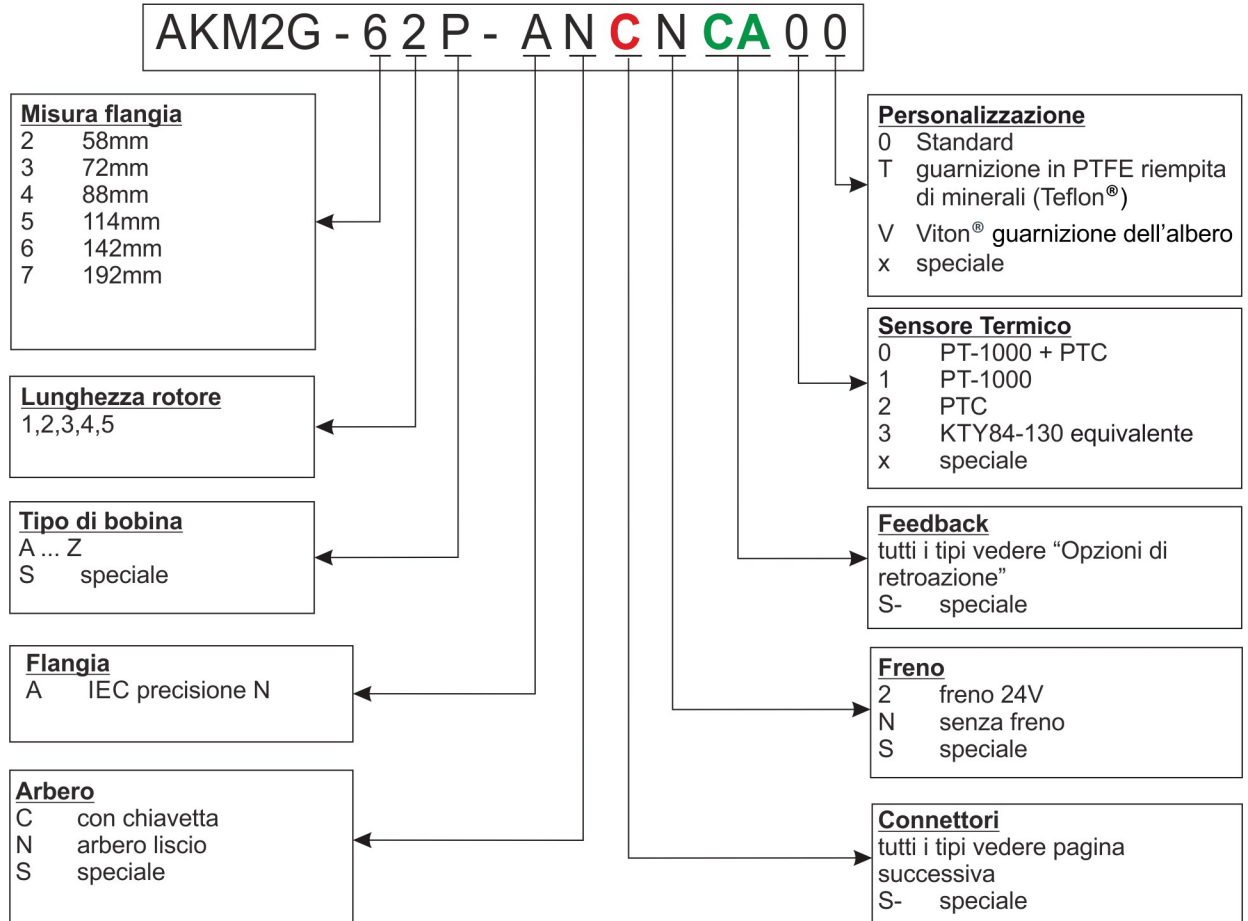 AKM2G - 6 2 P - A N C N CA 0 0
Misura flangia
2 58mm
3 72mm
4 88mm
5 114mm
6 142mm
7 192mm
Lunghezza rotore
1,2,3,4,5
Tipo di bobina
A ... Z
S speciale
Flangia
A IEC precisione N
Arbero
C con chiavetta
N arbero liscio
S speciale
Personalizzazione
0 Standard
T guarnizione in PTFE riempita
di minerali (Teflon®)
V Viton® guarnizione dell'albero
x speciale
Sensore Termico
0 PT-1000 + PTC
1 PT-1000
2 PTC
3 KTY84-130 equivalente
x speciale
Feedback
tutti i tipi vedere “Opzioni di
retroazione”
S- speciale
Freno
2 freno 24V
N senza freno
S speciale
Connettori
tutti i tipi vedere pagina
successiva
S- speciale